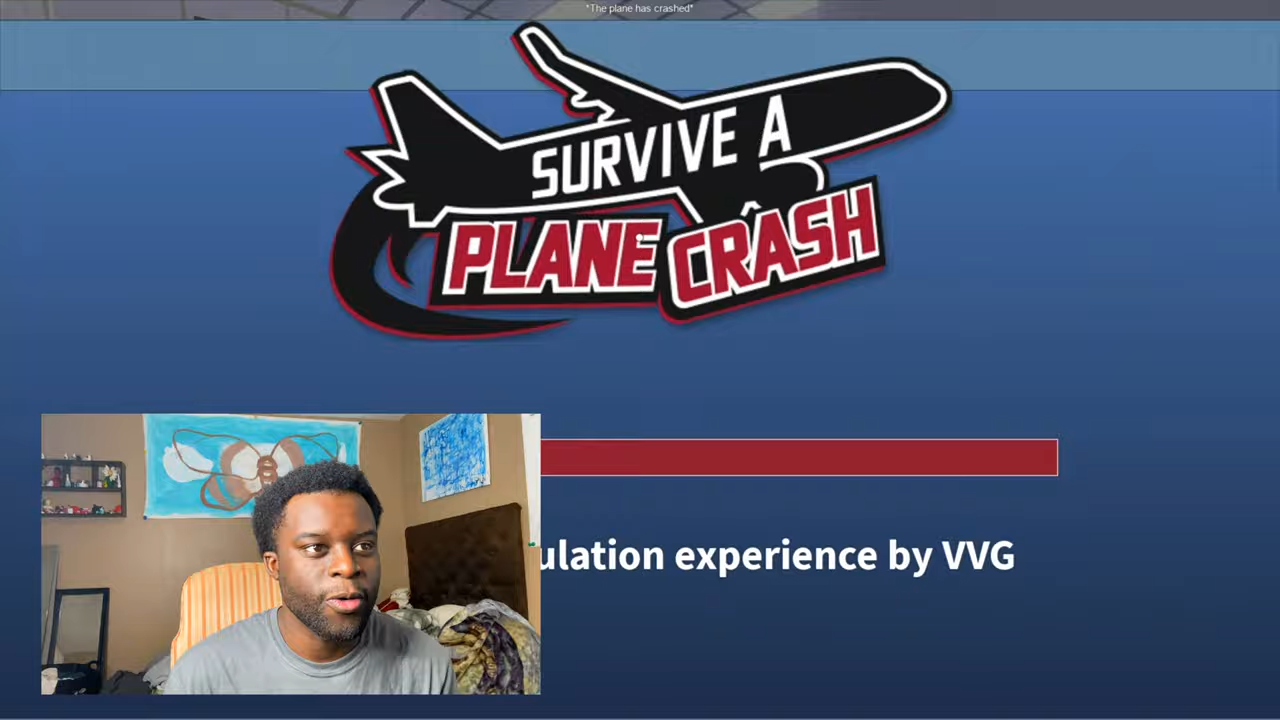 *The plane has crashed*
SURVIVE A
PLANE CRASH
ulation experience by VVG